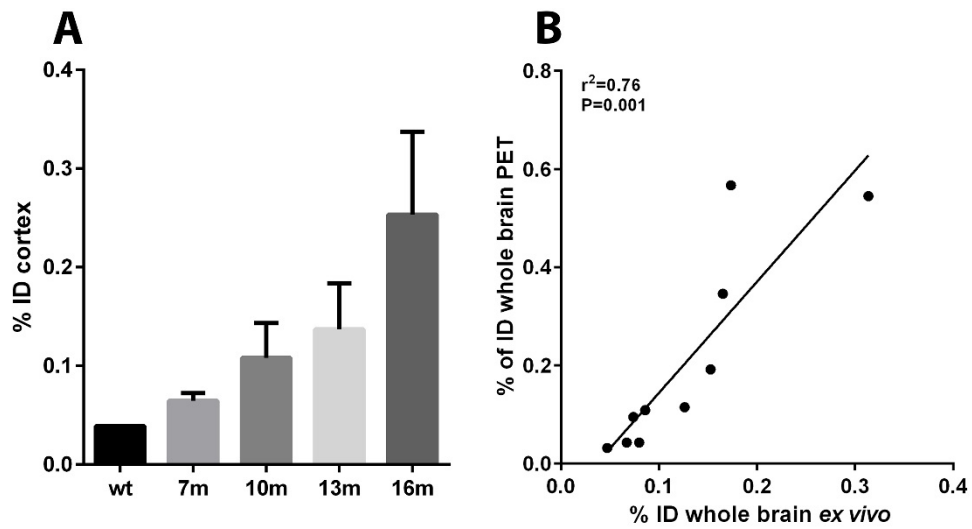 A
% ID cortex
0.4
0.3
0.2
0.1
0.0
wt 7m 10m 13m 16m
B
r²=0.76
P=0.001
% of ID whole brain PET
0.8
0.6
0.4
0.2
0.0
0.0 0.1 0.2 0.3 0.4
% ID whole brain ex vivo